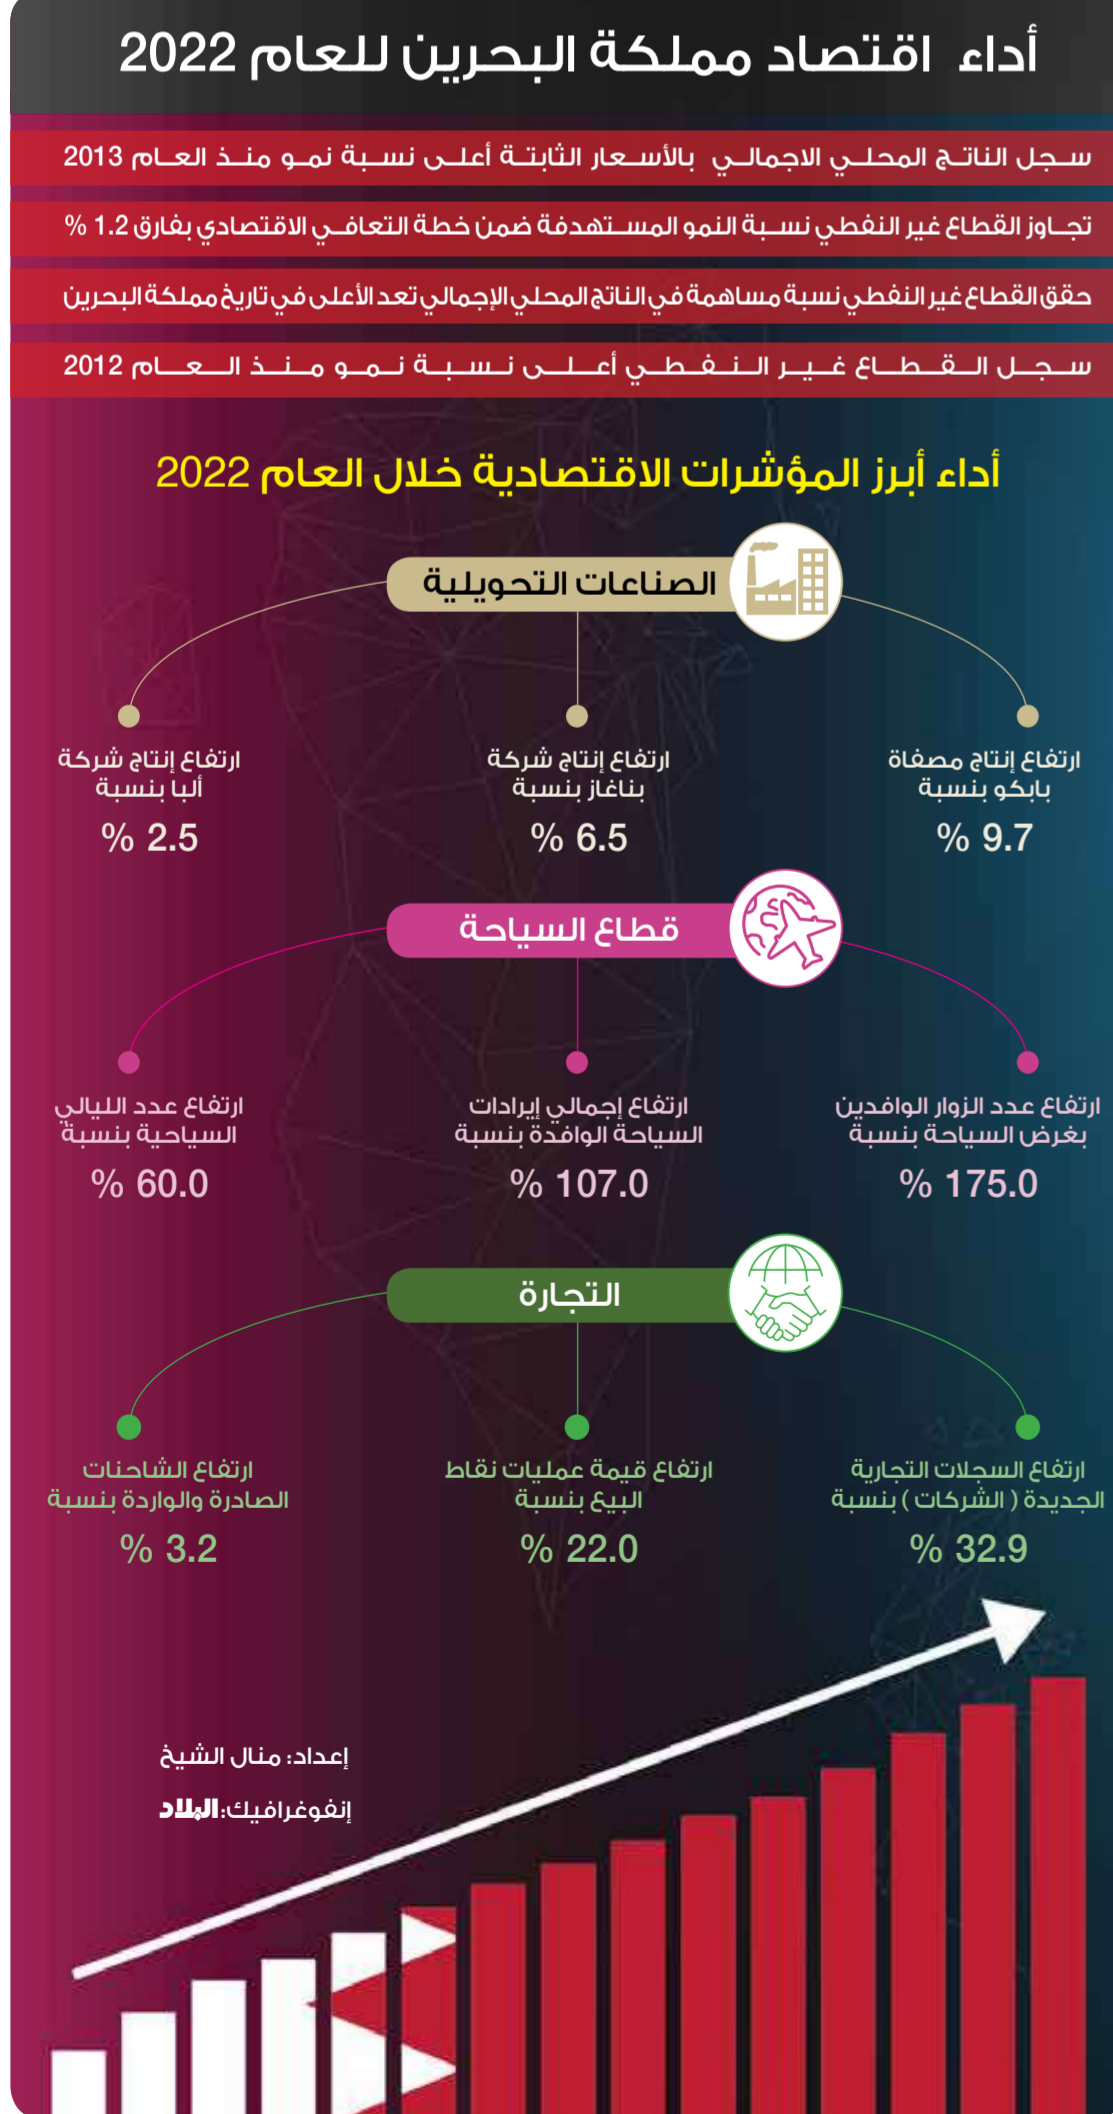 أداء اقتصاد مملكة البحرين للعام 2022
سجل الناتج المحلي الاجمالي بالأسعار الثابتة أعلى نسبة نمو منذ العام 2013
تجاوز القطاع غير النفطي نسبة النمو المستهدفة ضمن خطة التعافي الاقتصادي بفارق 1.2 %
حقق القطاع غير النفطي نسبة مساهمة في الناتج المحلي الإجمالي تعد الأعلى في تاريخ مملكة البحرين
سجل القطاع غير النفطي أعلى نسبة نمو منذ العام 2012
أداء أبرز المؤشرات الاقتصادية خلال العام 2022
الصناعات التحويلية
ارتفاع إنتاج مصفاة
بابكو بنسبة
9.7 %
ارتفاع إنتاج شركة
بناغاز بنسبة
6.5 %
ارتفاع إنتاج شركة
ألبا بنسبة
2.5 %
قطاع السياحة
ارتفاع عدد الزوار الوافدين
بغرض السياحة بنسبة
175.0 %
ارتفاع إجمالي إيرادات
السياحة الوافدة بنسبة
107.0 %
ارتفاع عدد الليالي
السياحية بنسبة
60.0 %
التجارة
ارتفاع السجلات التجارية
الجديدة ( الشركات ) بنسبة
32.9 %
ارتفاع قيمة عمليات نقاط
البيع بنسبة
22.0 %
ارتفاع الشاحنات
الصادرة والواردة بنسبة
3.2 %
إعداد: منال الشيخ
إنفوغرافيك: البلاد